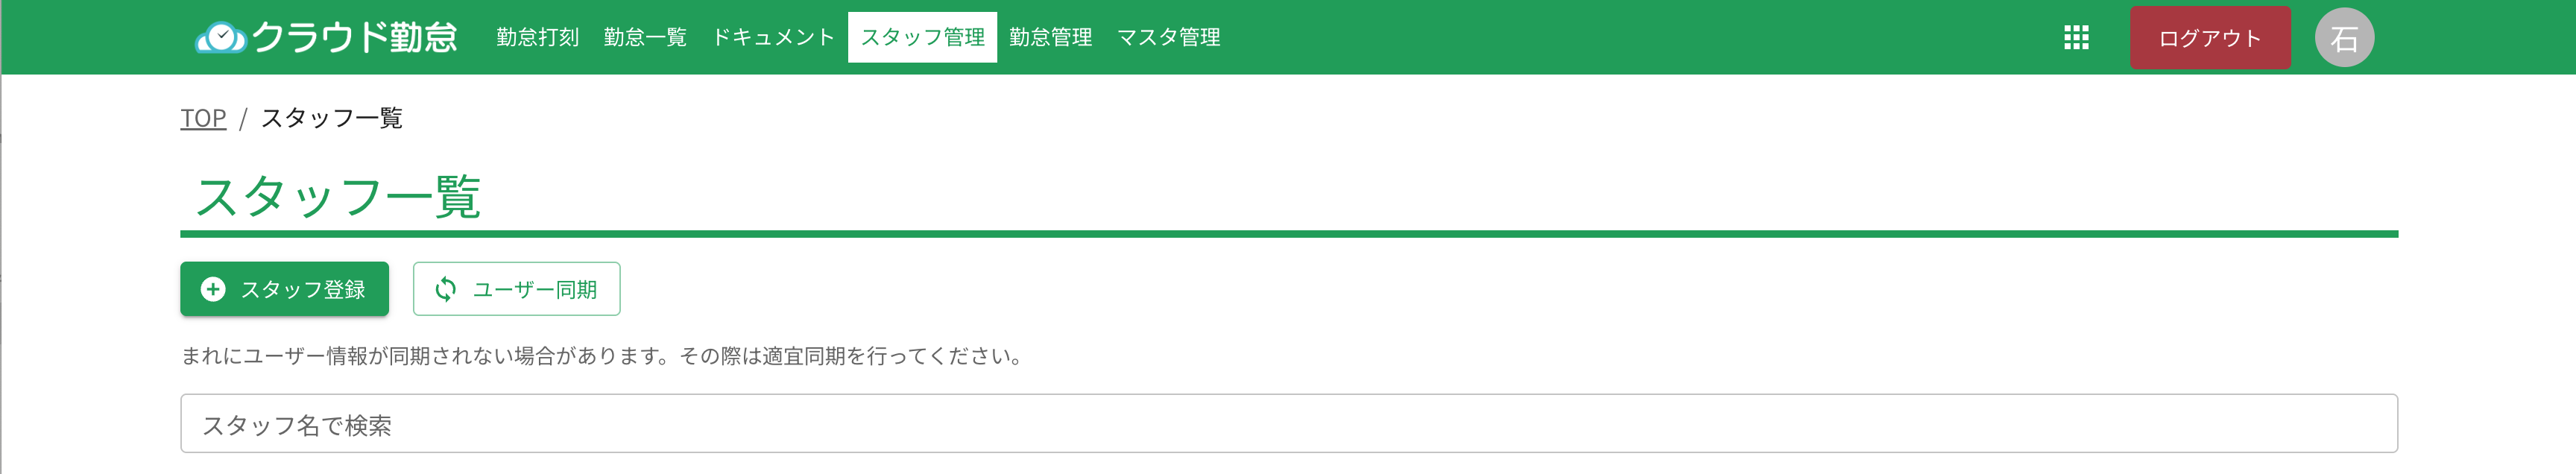 クラウド勤怠 勤怠打刻 勤怠一覧 ドキュメント スタッフ管理 勤怠管理 マスタ管理 ログアウト 石
TOP / スタッフ一覧
スタッフ一覧
スタッフ登録 ユーザー同期
まれにユーザー情報が同期されない場合があります。その際は適宜同期を行ってください。
スタッフ名で検索